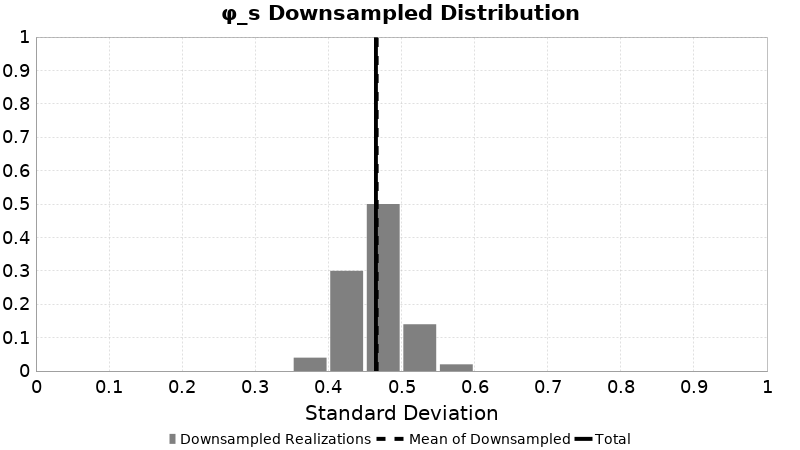 φ_s Downsampled Distribution
1
0.9
0.8
0.7
0.6
0.5
0.4
0.3
0.2
0.1
0
0 0.1 0.2 0.3 0.4 0.5 0.6 0.7 0.8 0.9 1
Standard Deviation
Downsampled Realizations Mean of Downsampled Total